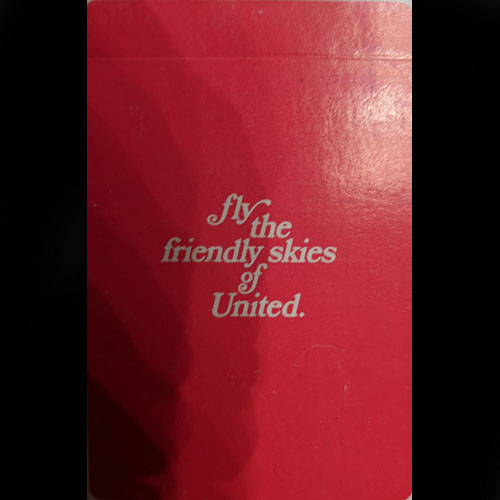 fly
the
friendly skies
of
United.